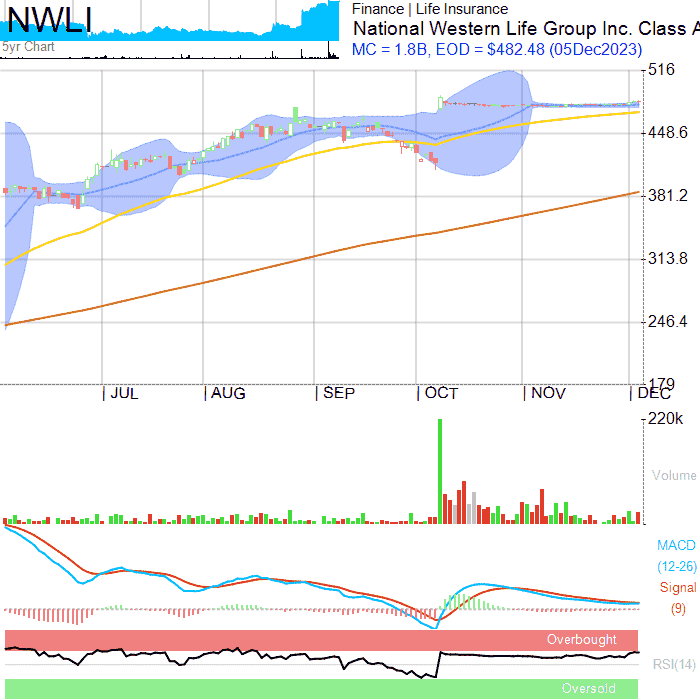 NWLI
Finance | Life Insurance
National Western Life Group Inc. Class A
5yr Chart
MC = 1.8B, EOD = $482.48 (05Dec2023)
516
448.6
381.2
313.8
246.4
179
JUL
AUG
SEP
OCT
NOV
DEC
220k
Volume
MACD
(12-26)
Signal
(9)
Overbought
RSI(14)
Oversold